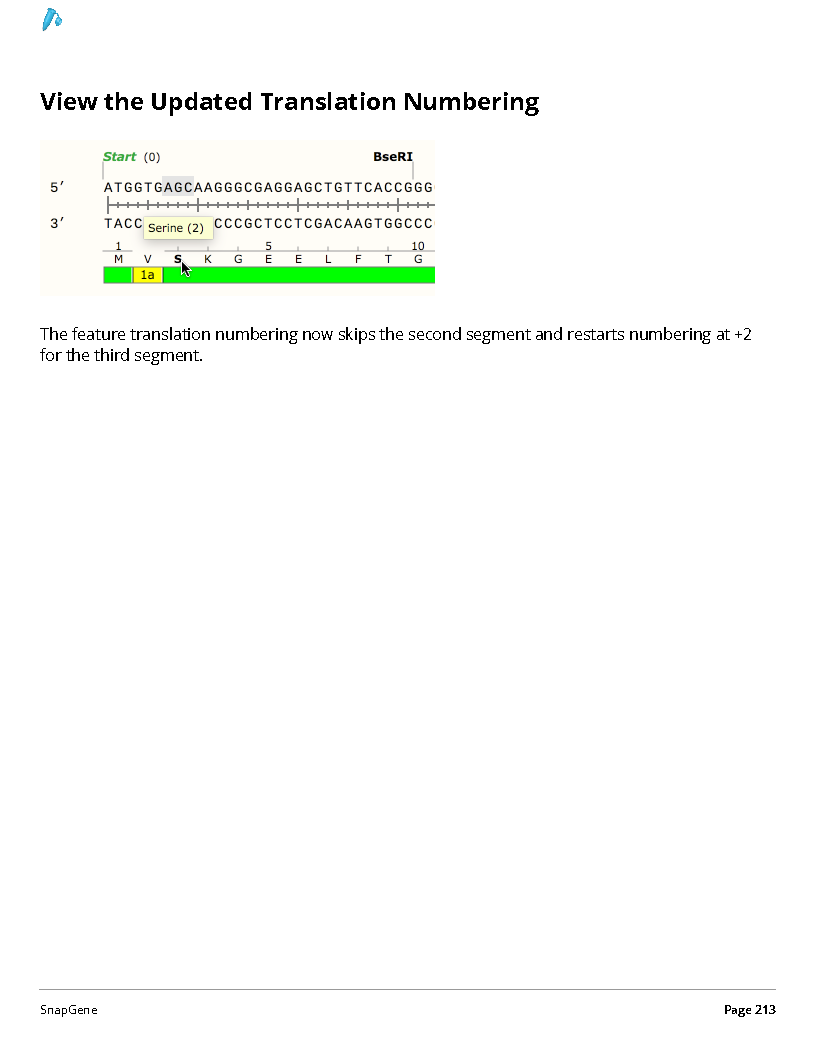 View the Updated Translation Numbering
Start (0) BseRI
5′ ATGGTGAGCAAGGGCGAGGAGCTGTTCACCGGG
3′ TACC CCCGCTCCTCGACAAGTGGCCC
Serine (2)
1 5 10
M V S K G E E L F T G
1a
The feature translation numbering now skips the second segment and restarts numbering at +2
for the third segment.
SnapGene Page 213